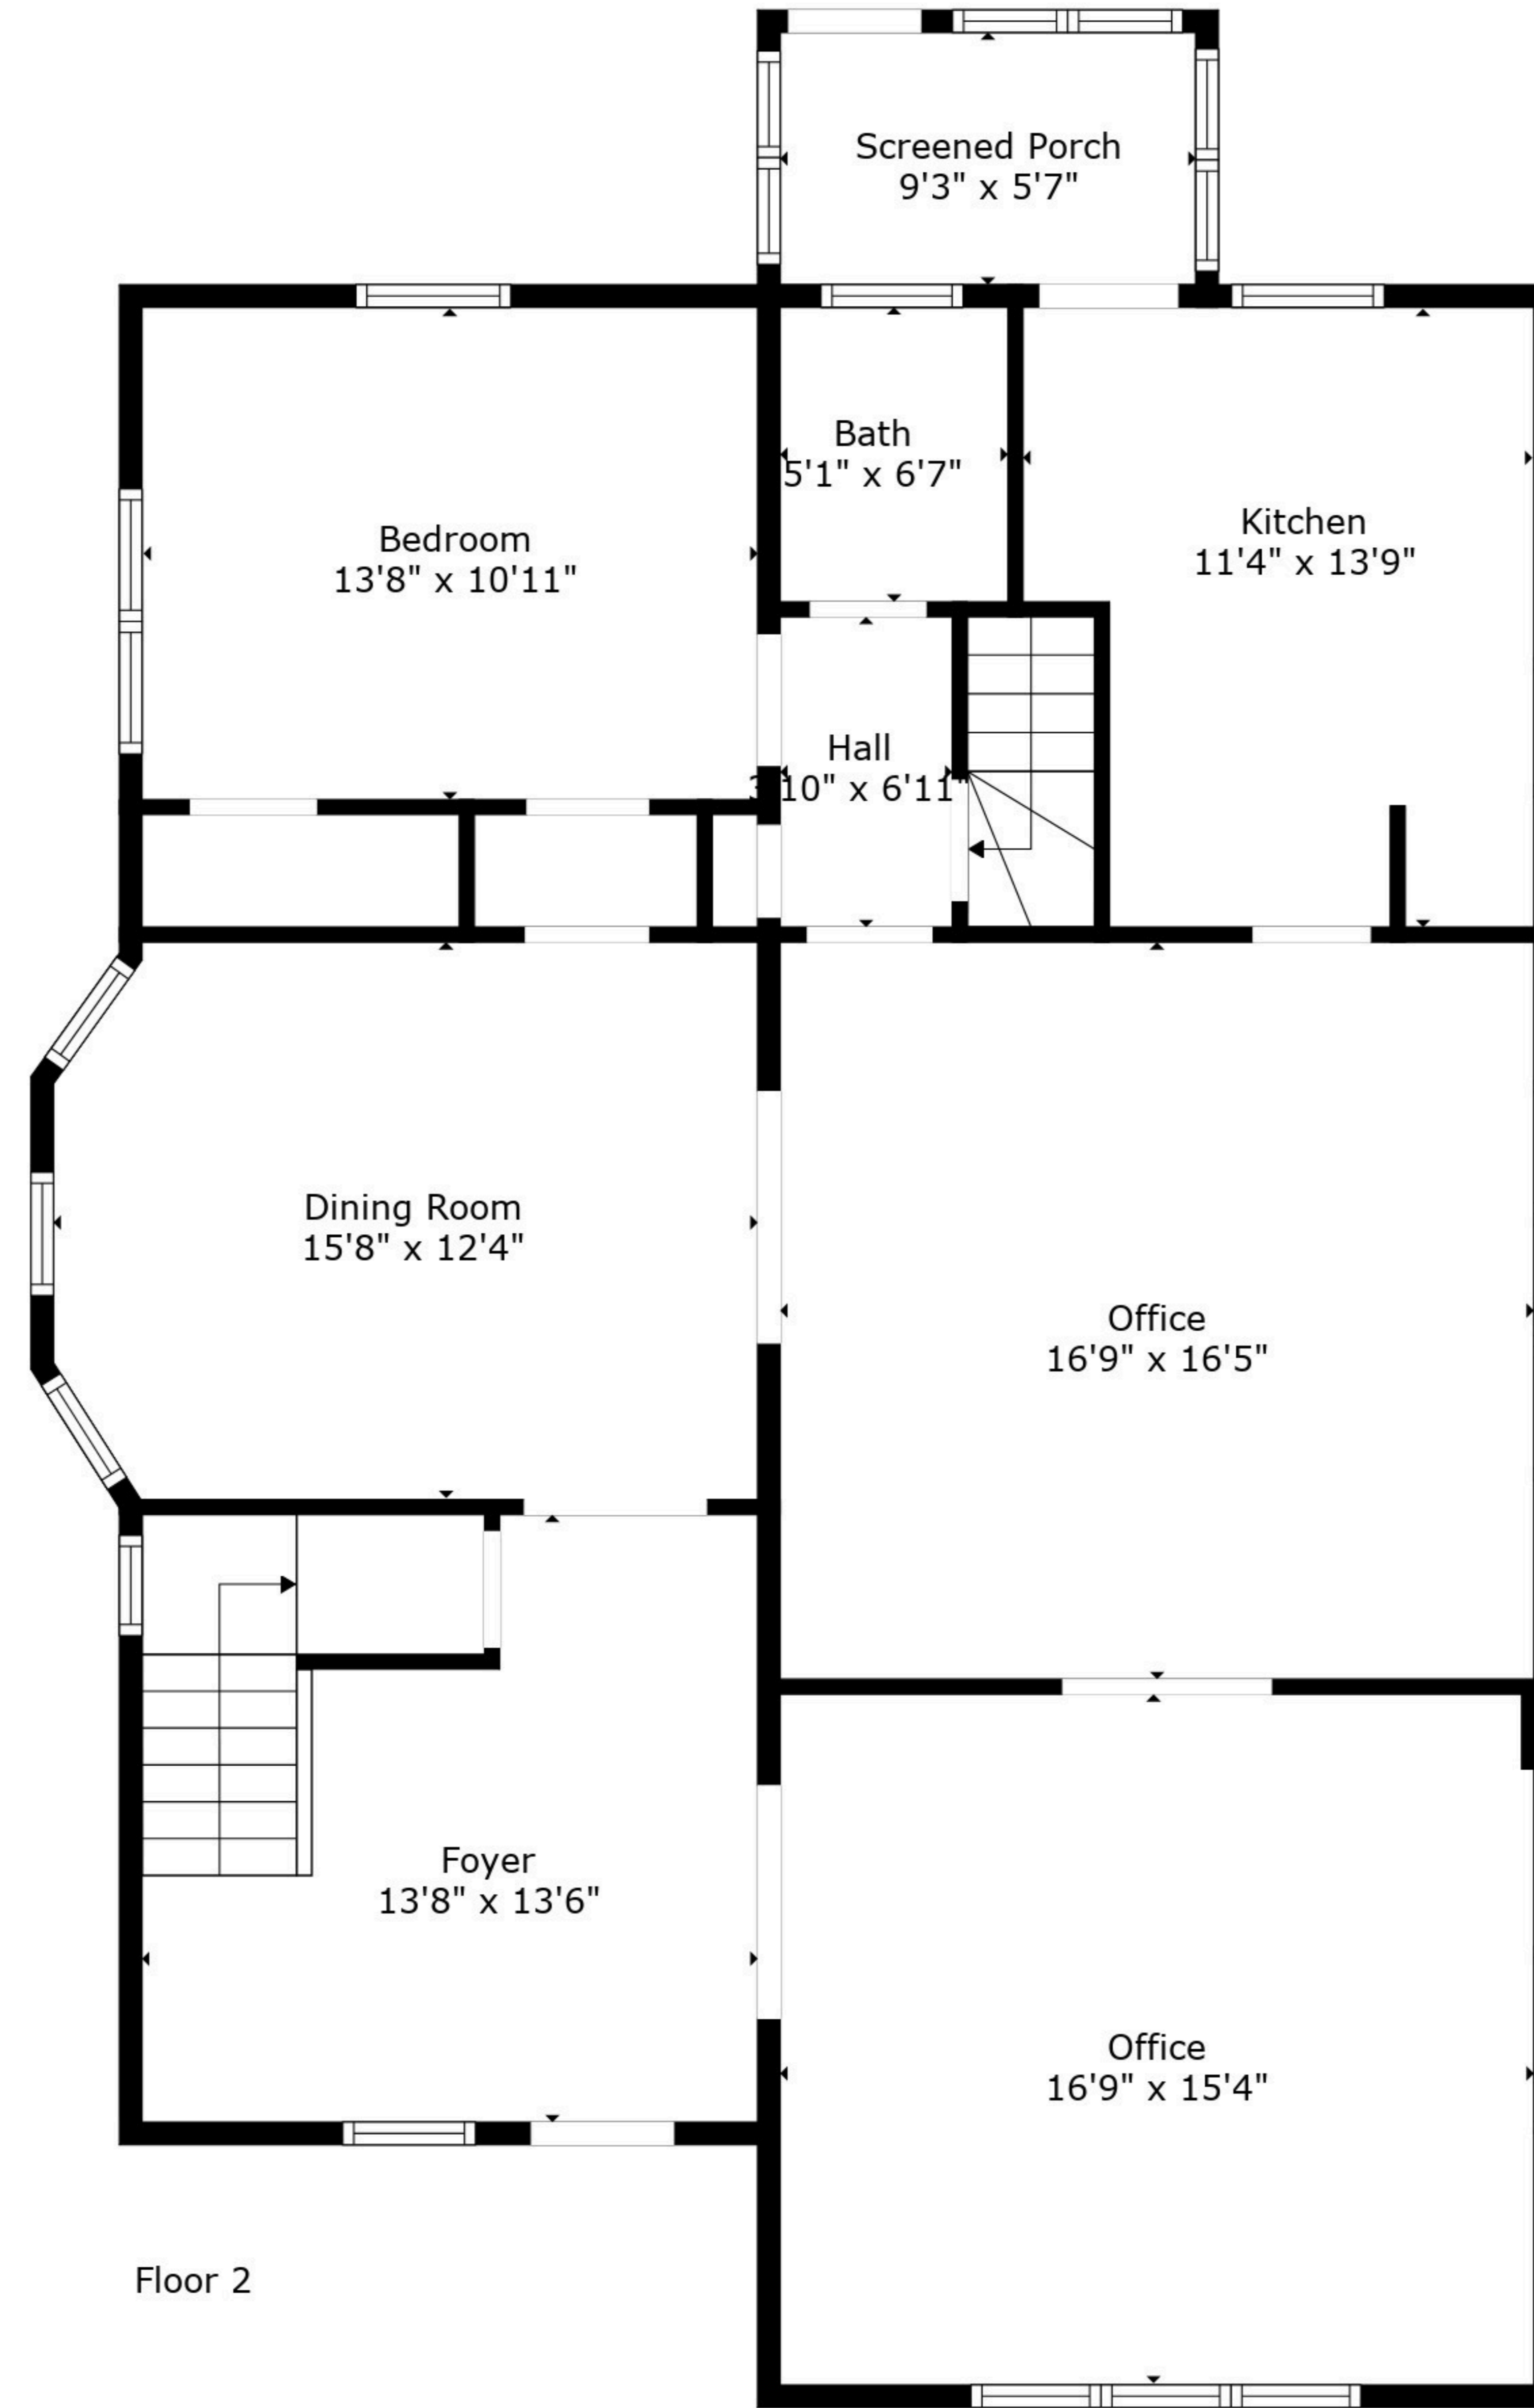 Screened Porch
9'3" x 5'7"
Bath
5'1" x 6'7"
Bedroom
13'8" x 10'11"
Kitchen
11'4" x 13'9"
Hall
3'10" x 6'11"
Dining Room
15'8" x 12'4"
Office
16'9" x 16'5"
Foyer
13'8" x 13'6"
Office
16'9" x 15'4"
Floor 2